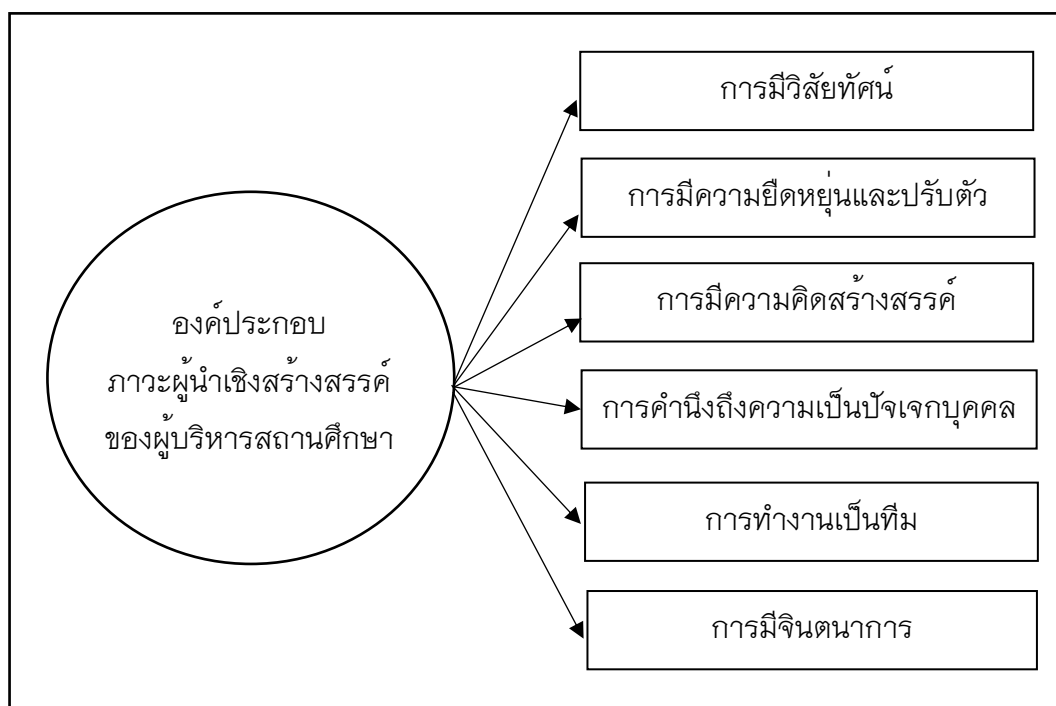 องค์ประกอบ
ภาวะผู้นำเชิงสร้างสรรค์
ของผู้บริหารสถานศึกษา
การมีวิสัยทัศน์
การมีความยืดหยุ่นและปรับตัว
การมีความคิดสร้างสรรค์
การคำนึงถึงความเป็นปัจเจกบุคคล
การทำงานเป็นทีม
การมีจินตนาการ